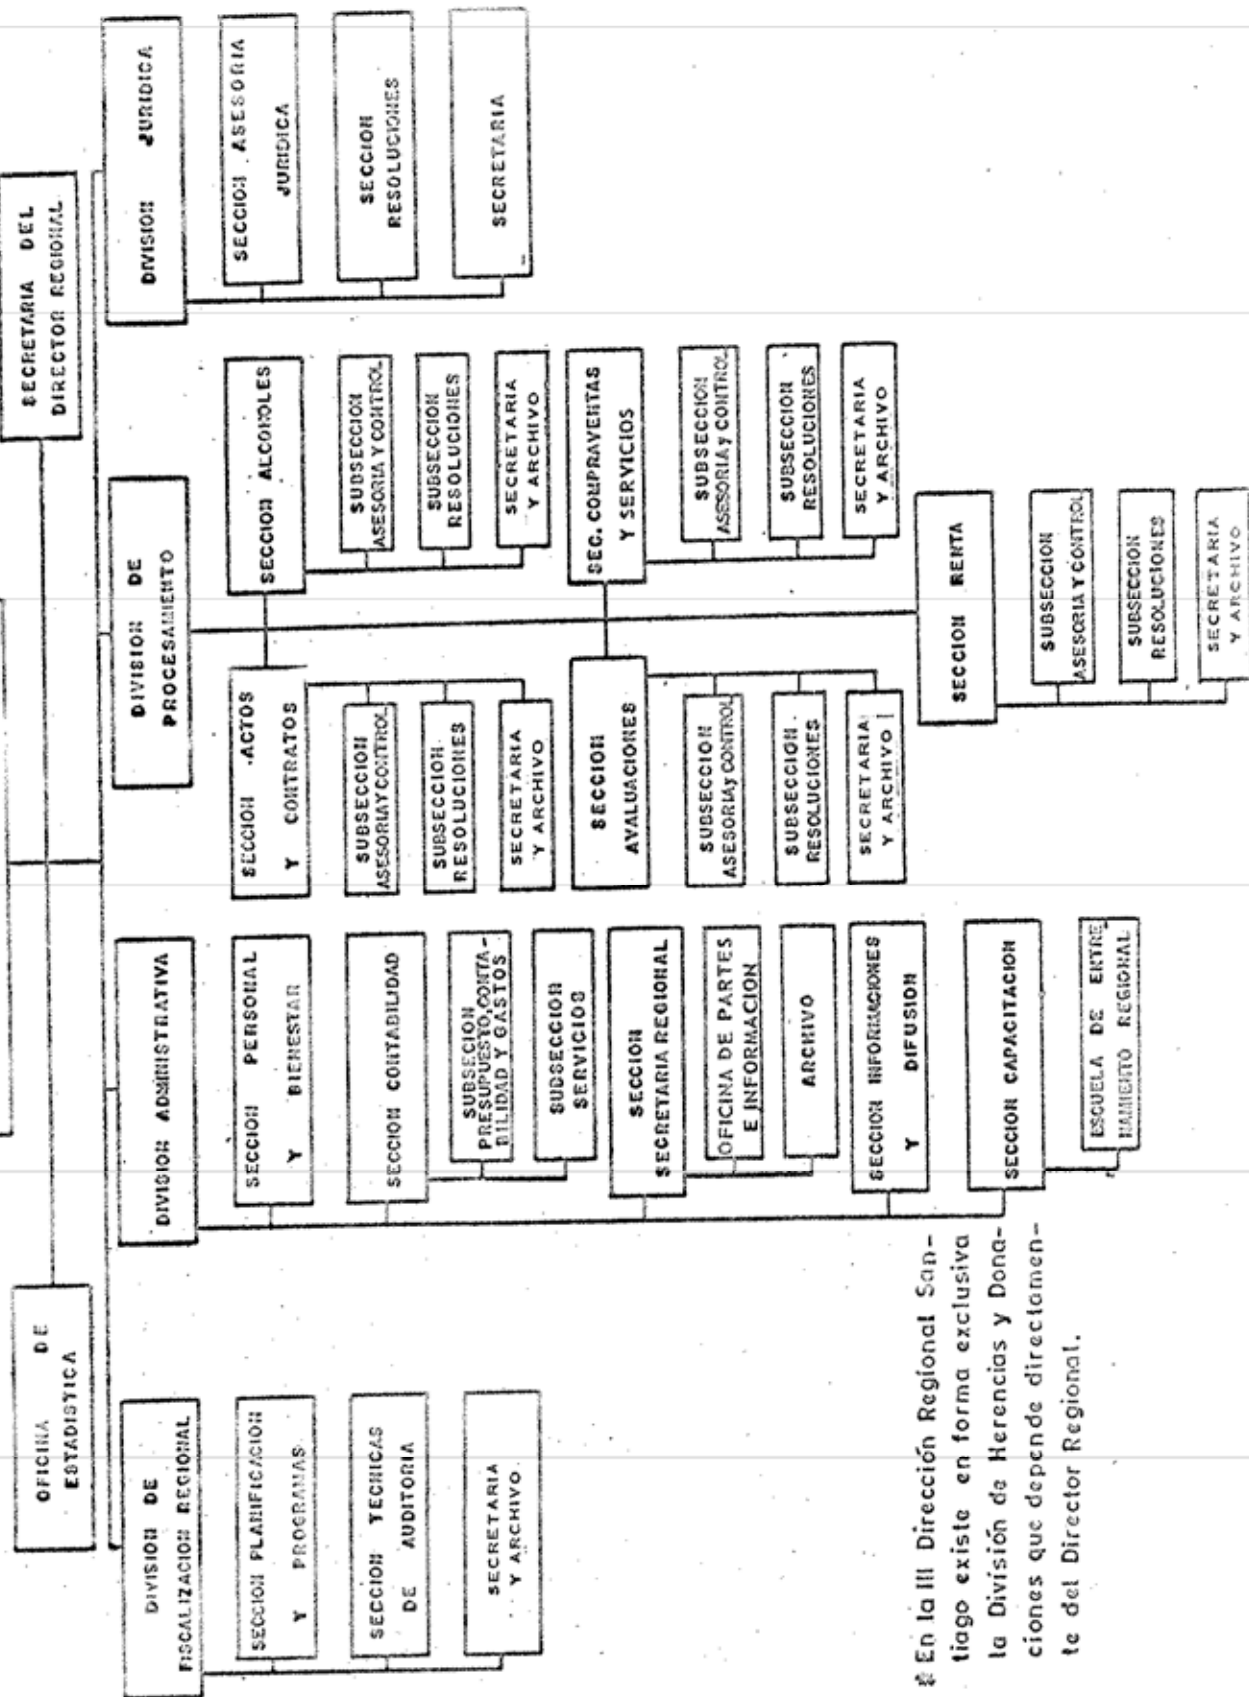 OFICINA DE
ESTADISTICA
SECRETARIA DEL
DIRECTOR REGIONAL
DIVISION DE
FISCALIZACION REGIONAL
SECCION PLANIFICACION
Y PROGRAMAS
SECCION TECNICAS
DE AUDITORIA
SECRETARIA
Y ARCHIVO
DIVISION ADMINISTRATIVA
SECCION PERSONAL
Y BIENESTAR
SECCION CONTABILIDAD
SUBSECION
PRESUPUESTO, CONTA-
BILIDAD Y GASTOS
SUBSECCION
SERVICIOS
SECCION
SECRETARIA REGIONAL
OFICINA DE PARTES
E INFORMACION
ARCHIVO
SECCION INFORMACIONES
Y DIFUSION
SECCION CAPACITACION
ESCUELA DE ENTRE
NAMIENTO REGIONAL
DIVISION DE
PROCESAMIENTO
SECCION ACTOS
Y CONTRATOS
SUBSECCION
ASESORIA Y CONTROL
SUBSECCION
RESOLUCIONES
SECRETARIA
Y ARCHIVO
SECCION ALCOHOLES
SUBSECCION
ASESORIA Y CONTROL
SUBSECCION
RESOLUCIONES
SECRETARIA
Y ARCHIVO
SECCION
AVALUACIONES
SUBSECCION
ASESORIA y CONTROL
SUBSECCION
RESOLUCIONES
SECRETARIA
Y ARCHIVO
SEC. COMPRAVENTAS
Y SERVICIOS
SUBSECCION
ASESORIA y CONTROL
SUBSECCION
RESOLUCIONES
SECRETARIA
Y ARCHIVO
SECCION RENTA
SUBSECCION
ASESORIA Y CONTROL
SUBSECCION
RESOLUCIONES
SECRETARIA
Y ARCHIVO
DIVISION JURIDICA
SECCION ASESORIA
JURIDICA
SECCION
RESOLUCIONES
SECRETARIA
* En la III Dirección Regional San-
tiago existe en forma exclusiva
la División de Herencias y Dona-
ciones que depende directamen-
te del Director Regional.